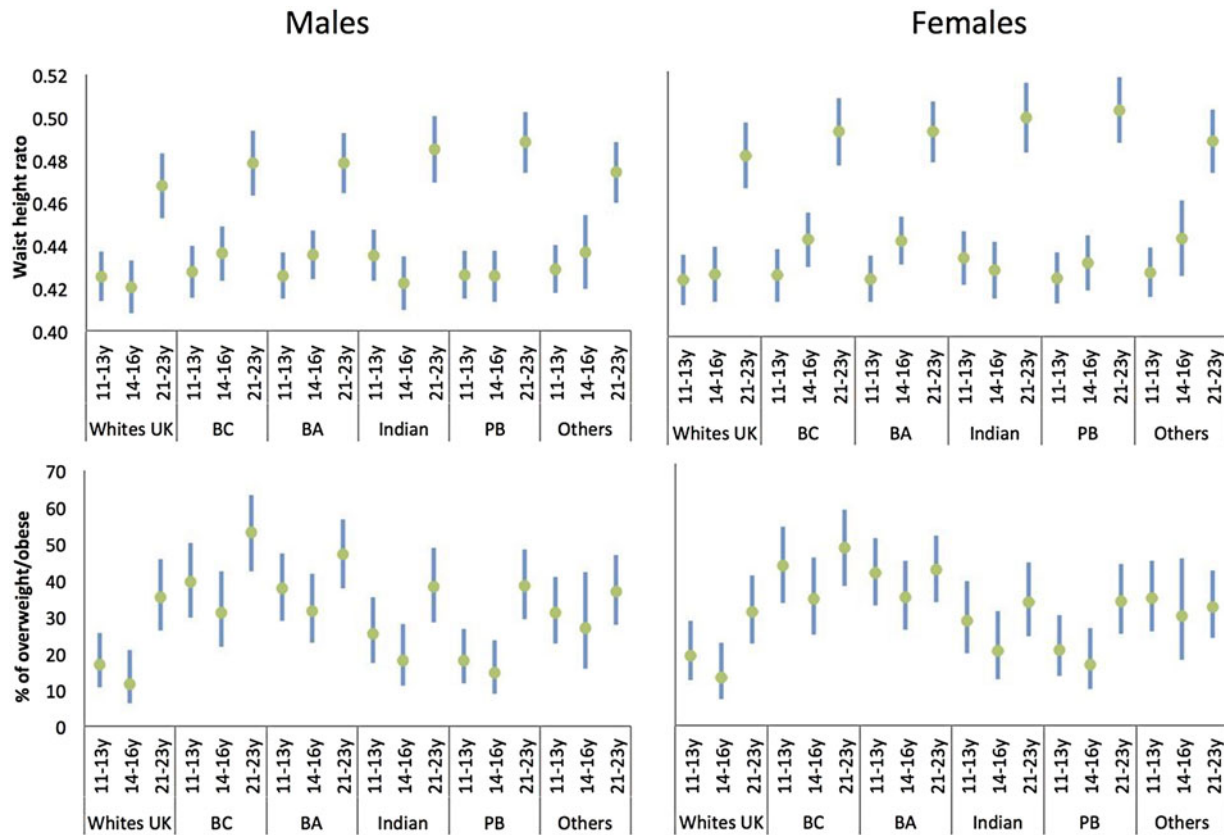 Males Females
Waist height rato
0.52
0.50
0.48
0.46
0.44
0.42
0.40
11-13y 14-16y 21-23y 11-13y 14-16y 21-23y 11-13y 14-16y 21-23y 11-13y 14-16y 21-23y 11-13y 14-16y 21-23y 11-13y 14-16y 21-23y
Whites UK BC BA Indian PB Others
11-13y 14-16y 21-23y 11-13y 14-16y 21-23y 11-13y 14-16y 21-23y 11-13y 14-16y 21-23y 11-13y 14-16y 21-23y 11-13y 14-16y 21-23y
Whites UK BC BA Indian PB Others
% of overweight/obese
70
60
50
40
30
20
10
0
11-13y 14-16y 21-23y 11-13y 14-16y 21-23y 11-13y 14-16y 21-23y 11-13y 14-16y 21-23y 11-13y 14-16y 21-23y 11-13y 14-16y 21-23y
Whites UK BC BA Indian PB Others
11-13y 14-16y 21-23y 11-13y 14-16y 21-23y 11-13y 14-16y 21-23y 11-13y 14-16y 21-23y 11-13y 14-16y 21-23y 11-13y 14-16y 21-23y
Whites UK BC BA Indian PB Others